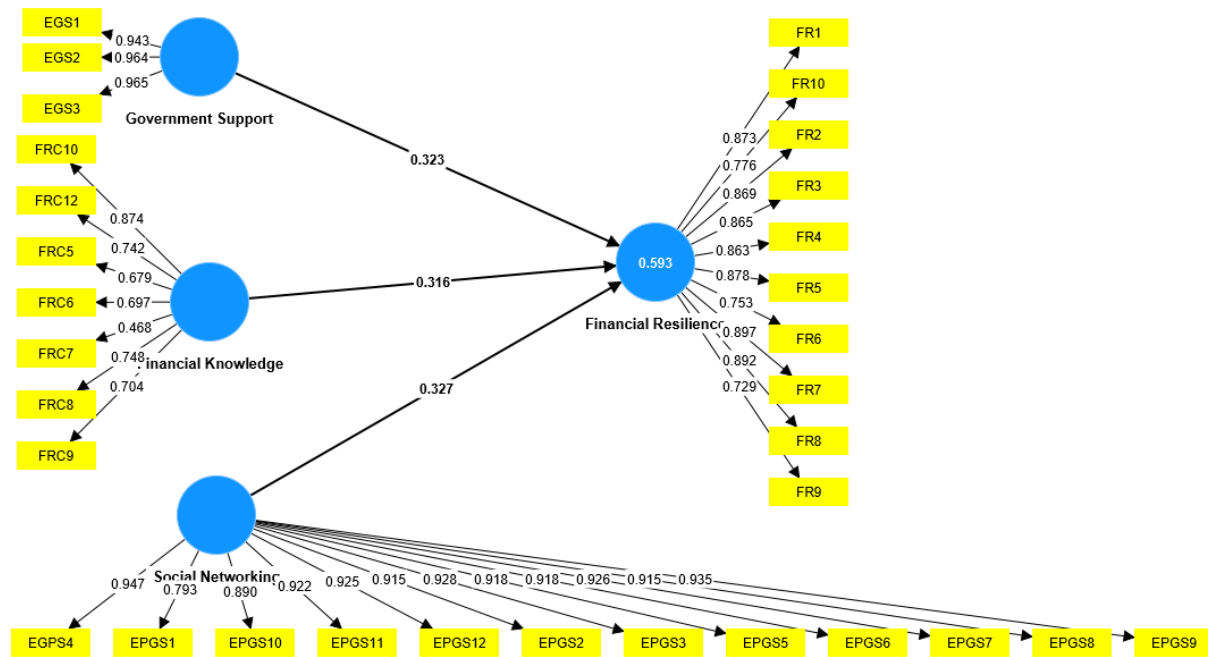 EGS1
EGS2
EGS3
0.943
0.964
0.965
Government Support
FRC10
FRC12
FRC5
FRC6
FRC7
FRC8
FRC9
0.874
0.742
0.679
0.697
0.468
0.748
0.704
Financial Knowledge
0.323
0.316
0.327
0.593
Financial Resilience
0.873
0.776
0.869
0.865
0.863
0.878
0.753
0.897
0.892
0.729
FR1
FR10
FR2
FR3
FR4
FR5
FR6
FR7
FR8
FR9
Social Networking
0.947
0.793
0.890
0.922
0.925
0.915
0.928
0.918
0.918
0.926
0.915
0.935
EGPS4
EPGS1
EPGS10
EPGS11
EPGS12
EPGS2
EPGS3
EPGS5
EPGS6
EPGS7
EPGS8
EPGS9